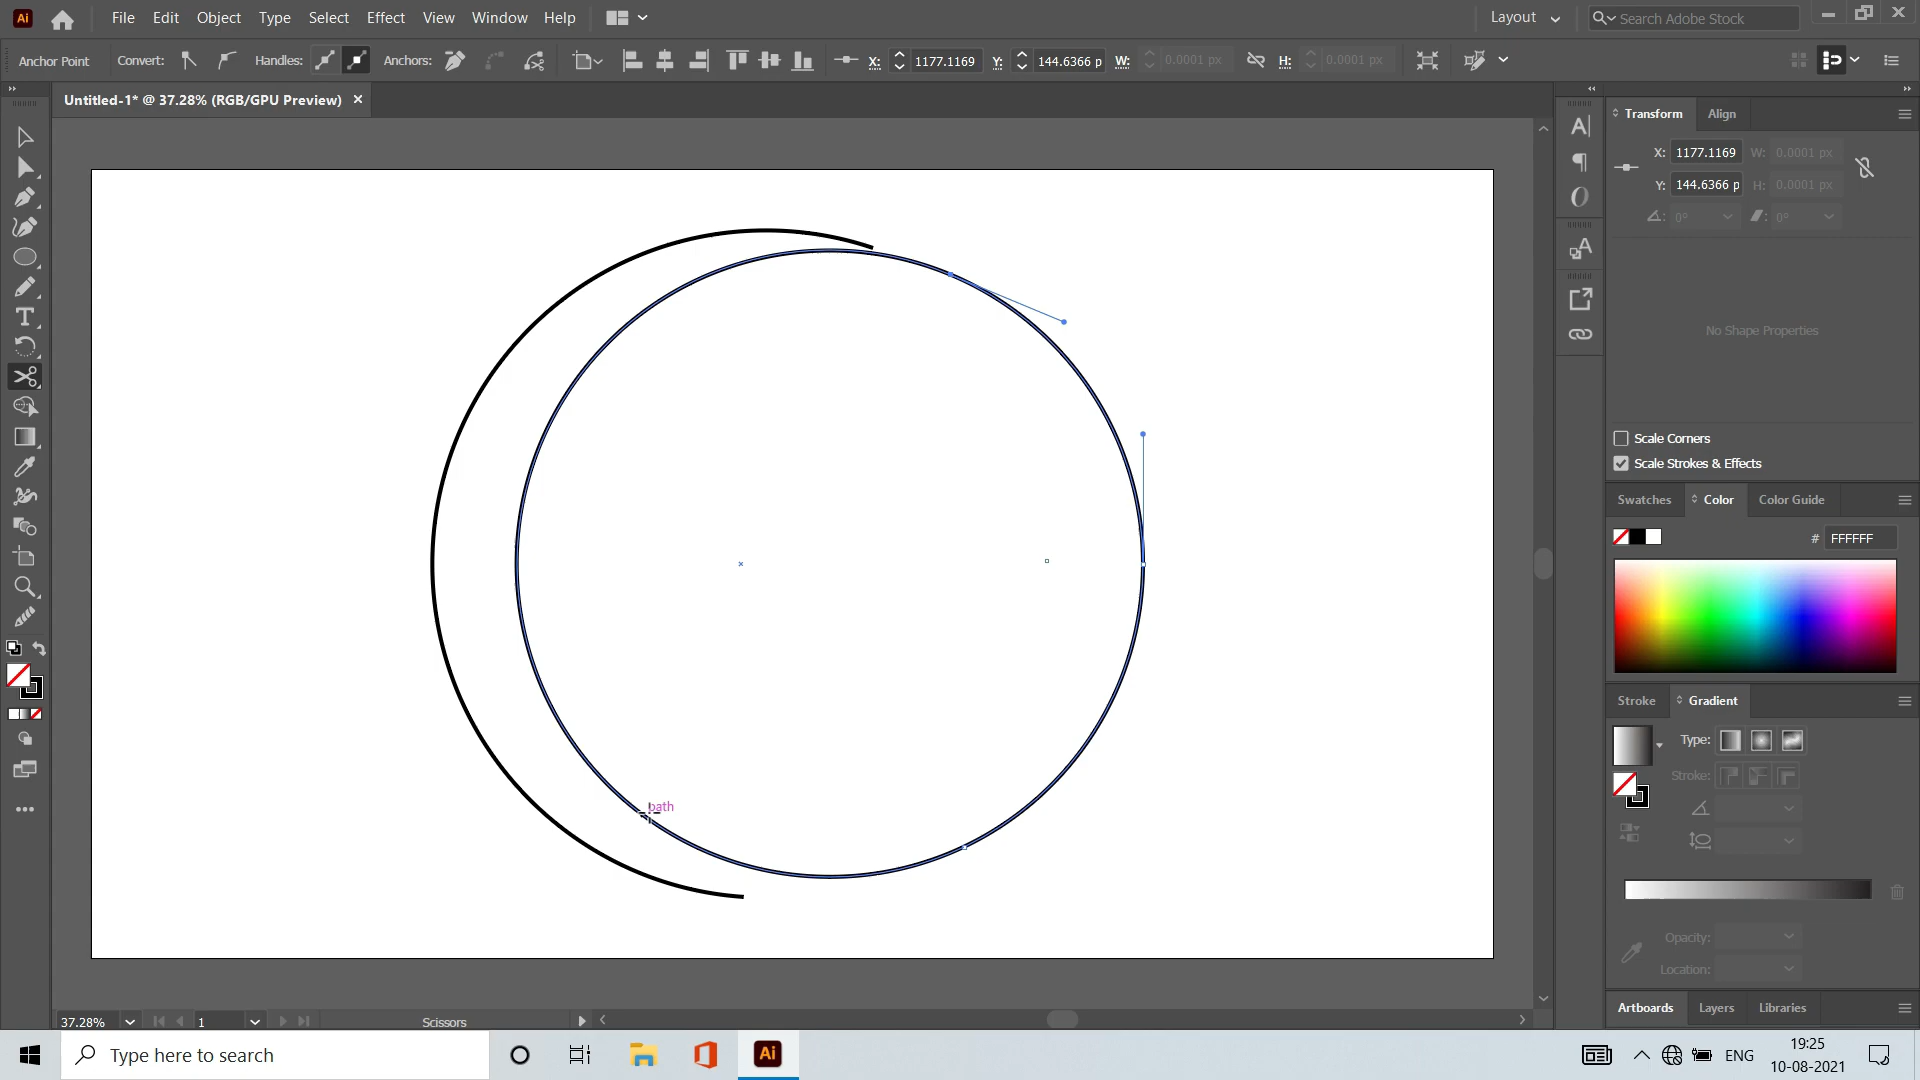 Ai File Edit Object Type Select Effect View Window Help Layout Search Adobe Stock
Anchor Point Convert: Handles: Anchors: X: 1177.1169 Y: 144.6366 p W: 0.0001 px H: 0.0001 px
Untitled-1* @ 37.28% (RGB/GPU Preview)
Transform Align
X: 1177.1169 W: 0.0001 px
Y: 144.6366 p H: 0.0001 px
0° 0°
No Shape Properties
Scale Corners
Scale Strokes & Effects
Swatches Color Color Guide
# FFFFFF
Stroke Gradient
Type:
Stroke:
path
Opacity:
Location:
Artboards Layers Libraries
37.28% 1 Scissors
Type here to search
Ai
ENG
19:25
10-08-2021